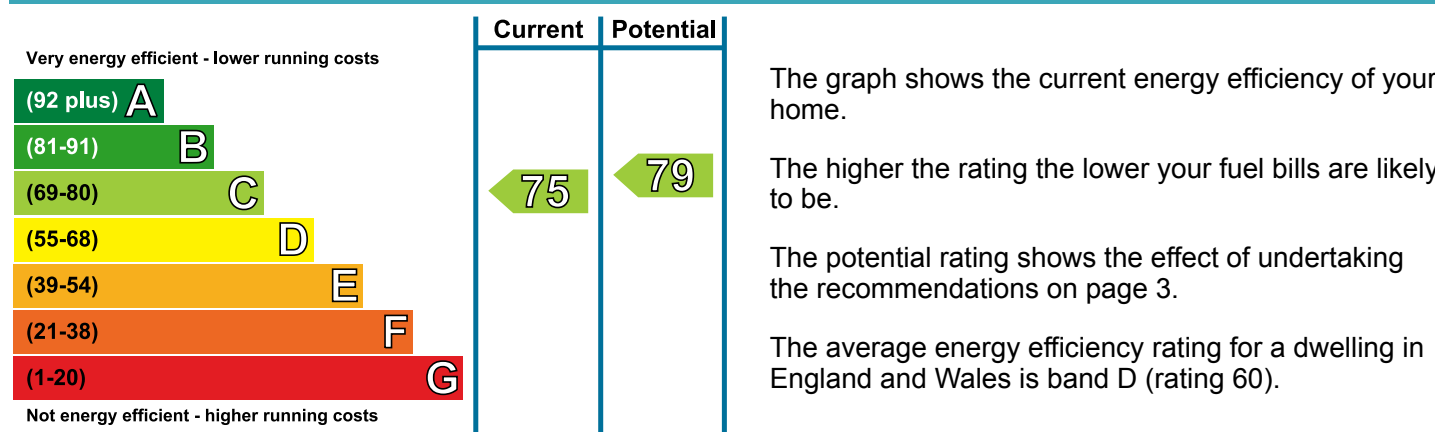 Current Potential
Very energy efficient - lower running costs
(92 plus) A
(81-91) B
(69-80) C
(55-68) D
(39-54) E
(21-38) F
(1-20) G
Not energy efficient - higher running costs
75
79
The graph shows the current energy efficiency of your
home.
The higher the rating the lower your fuel bills are likely
to be.
The potential rating shows the effect of undertaking
the recommendations on page 3.
The average energy efficiency rating for a dwelling in
England and Wales is band D (rating 60).